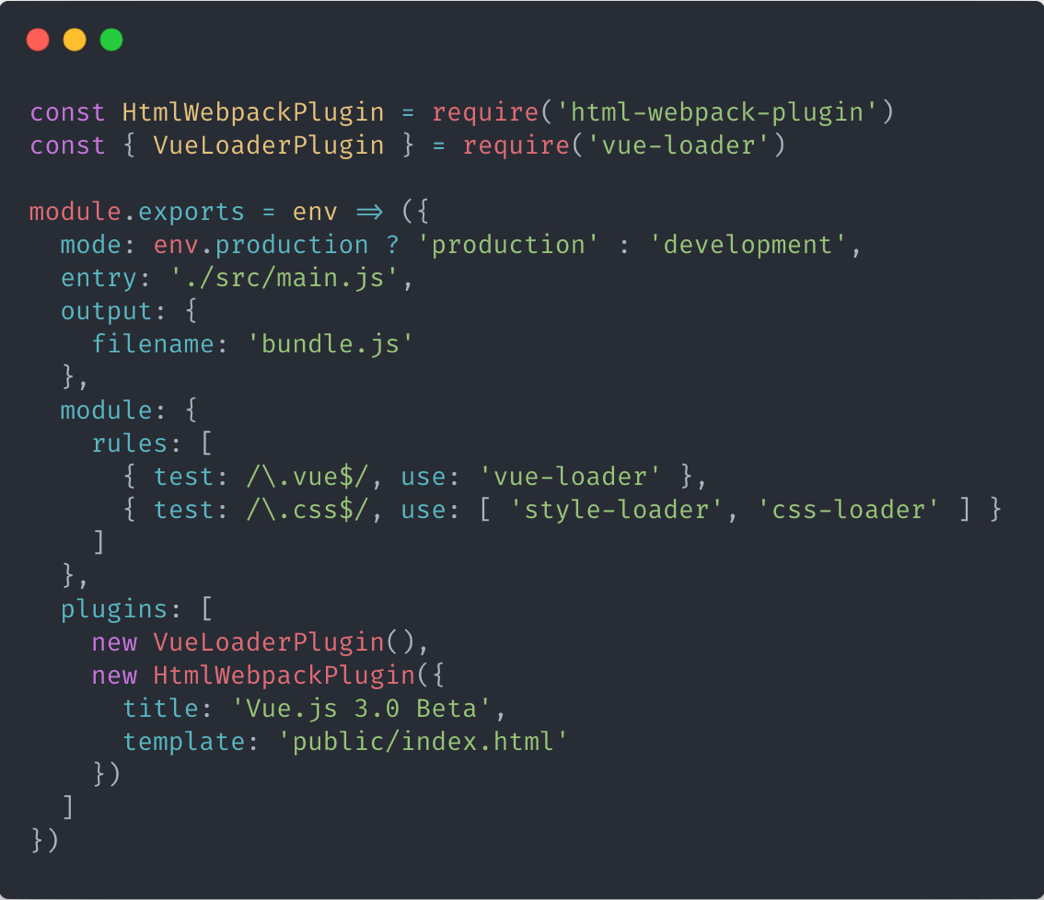 const HtmlWebpackPlugin = require('html-webpack-plugin')
const { VueLoaderPlugin } = require('vue-loader')

module.exports = env => ({
  mode: env.production ? 'production' : 'development',
  entry: './src/main.js',
  output: {
    filename: 'bundle.js'
  },
  module: {
    rules: [
      { test: /\.vue$/, use: 'vue-loader' },
      { test: /\.css$/, use: [ 'style-loader', 'css-loader' ] }
    ]
  },
  plugins: [
    new VueLoaderPlugin(),
    new HtmlWebpackPlugin({
      title: 'Vue.js 3.0 Beta',
      template: 'public/index.html'
    })
  ]
})